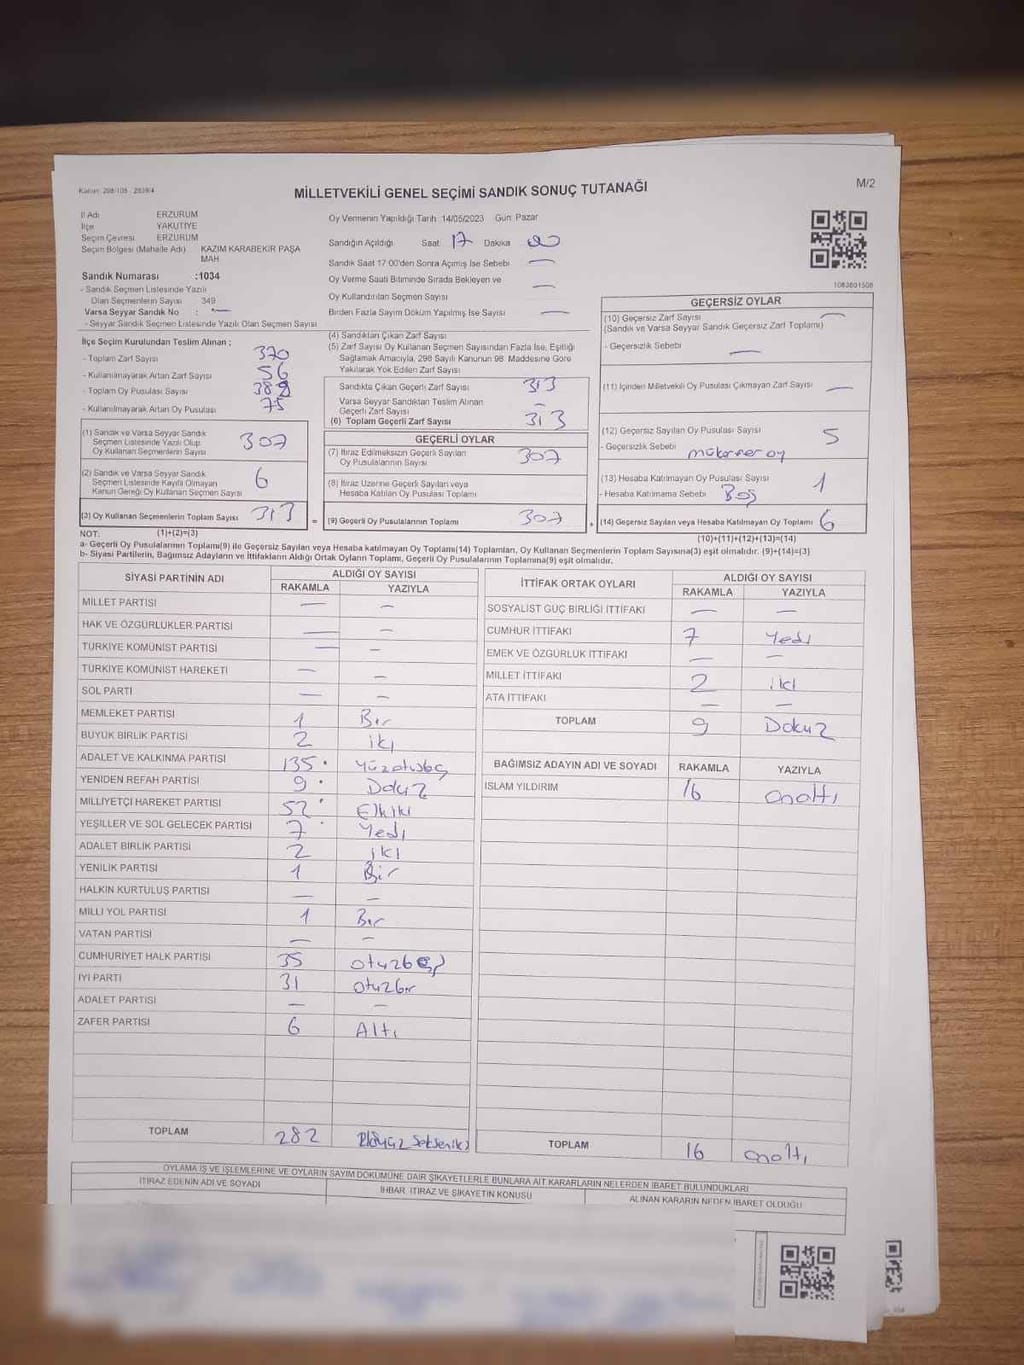 MİLLETVEKİLİ GENEL SEÇİMİ SANDIK SONUÇ TUTANAĞI
M/2
İl Adı ERZURUM
İlçe YAKUTİYE
Seçim Çevresi ERZURUM
Seçim Bölgesi (Mahalle Adı) KAZIM KARABEKİR PAŞA MAH
Sandık Numarası :1034
- Sandık Seçmen Listesinde Yazılı
Olan Seçmenlerin Sayısı 349
Varsa Seyyar Sandık No : —
- Seyyar Sandık Seçmen Listesinde Yazılı Olan Seçmen Sayısı
Oy Vermenin Yapıldığı Tarih 14/05/2023 Gün: Pazar
Sandığın Açıldığı Saat 17 Dakika 00
Sandık Saat 17:00'den Sonra Açılmış İse Sebebi —
Oy Verme Saati Bitiminde Sırada Bekleyen ve
Oy Kullandırılan Seçmen Sayısı —
Birden Fazla Sayım Döküm Yapılmış İse Sayısı —
1083801508
İlçe Seçim Kurulundan Teslim Alınan ;
- Toplam Zarf Sayısı 370
- Kullanılmayarak Artan Zarf Sayısı 56
- Toplam Oy Pusulası Sayısı
- Kullanılmayarak Artan Oy Pusulası 75
(1) Sandık ve Varsa Seyyar Sandık
Seçmen Listesinde Yazılı Olup
Oy Kullanan Seçmenlerin Sayısı 307
(2) Sandık ve Varsa Seyyar Sandık
Seçmen Listesinde Kayıtlı Olmayan
Kanun Gereği Oy Kullanan Seçmen Sayısı 6
(3) Oy Kullanan Seçmenlerin Toplam Sayısı 313
(4) Sandıktan Çıkan Zarf Sayısı
(5) Zarf Sayısı Oy Kullanan Seçmen Sayısından Fazla İse, Eşitliği
Sağlamak Amacıyla, 298 Sayılı Kanunun 98. Maddesine Göre
Yakılarak Yok Edilen Zarf Sayısı
Sandıkta Çıkan Geçerli Zarf Sayısı 313
Varsa Seyyar Sandıktan Teslim Alınan
Geçerli Zarf Sayısı —
(6) Toplam Geçerli Zarf Sayısı 313
GEÇERLİ OYLAR
(7) İtiraz Edilmeksizin Geçerli Sayılan
Oy Pusulalarının Sayısı 307
(8) İtiraz Üzerine Geçerli Sayılan veya
Hesaba Katılan Oy Pusulası Toplamı
= (9) Geçerli Oy Pusulalarının Toplamı 307
GEÇERSİZ OYLAR
(10) Geçersiz Zarf Sayısı —
(Sandık ve Varsa Seyyar Sandık Geçersiz Zarf Toplamı)
- Geçersizlik Sebebi —
(11) İçinden Milletvekili Oy Pusulası Çıkmayan Zarf Sayısı —
(12) Geçersiz Sayılan Oy Pusulası Sayısı 5
- Geçersizlik Sebebi oy
(13) Hesaba Katılmayan Oy Pusulası Sayısı 1
- Hesaba Katılmama Sebebi Boş
+ (14) Geçersiz Sayılan veya Hesaba Katılmayan Oy Toplamı 6
NOT: (1)+(2)=(3) (10)+(11)+(12)+(13)=(14)
a- Geçerli Oy Pusulalarının Toplamı(9) ile Geçersiz Sayılan veya Hesaba katılmayan Oy Toplamı(14) Toplamları, Oy Kullanan Seçmenlerin Toplam Sayısına(3) eşit olmalıdır. (9)+(14)=(3)
b- Siyasi Partilerin, Bağımsız Adayların ve İttifakların Aldığı Ortak Oyların Toplamı, Geçerli Oy Pusulalarının Toplamına(9) eşit olmalıdır.
SİYASİ PARTİNİN ADI ALDIĞI OY SAYISI
RAKAMLA YAZIYLA
MİLLET PARTİSİ — —
HAK VE ÖZGÜRLÜKLER PARTİSİ — —
TÜRKİYE KOMÜNİST PARTİSİ — —
TÜRKİYE KOMÜNİST HAREKETİ — —
SOL PARTİ — —
MEMLEKET PARTİSİ 1 Bir
BÜYÜK BİRLİK PARTİSİ 2 iki
ADALET VE KALKINMA PARTİSİ 135 Yüzotuzbeş
YENİDEN REFAH PARTİSİ 9 Dokuz
MİLLİYETÇİ HAREKET PARTİSİ 52 Elliiki
YEŞİLLER VE SOL GELECEK PARTİSİ 7 Yedi
ADALET BİRLİK PARTİSİ 2 iki
YENİLİK PARTİSİ 1 Bir
HALKIN KURTULUŞ PARTİSİ — —
MİLLİ YOL PARTİSİ 1 Bir
VATAN PARTİSİ — —
CUMHURİYET HALK PARTİSİ 35 otuzbeş
İYİ PARTİ 31 otuzbir
ADALET PARTİSİ — —
ZAFER PARTİSİ 6 Altı
TOPLAM 282 ikiyüz Sekseniki
İTTİFAK ORTAK OYLARI ALDIĞI OY SAYISI
RAKAMLA YAZIYLA
SOSYALİST GÜÇ BİRLİĞİ İTTİFAKI — —
CUMHUR İTTİFAKI 7 Yedi
EMEK VE ÖZGÜRLÜK İTTİFAKI — —
MİLLET İTTİFAKI 2 iki
ATA İTTİFAKI — —
TOPLAM 9 Dokuz
BAĞIMSIZ ADAYIN ADI VE SOYADI RAKAMLA YAZIYLA
İSLAM YILDIRIM 16 onaltı
TOPLAM 16 onaltı
OYLAMA İŞ VE İŞLEMLERİNE VE OYLARIN SAYIM DÖKÜMÜNE DAİR ŞİKAYETLERLE BUNLARA AİT KARARLARIN NELERDEN İBARET BULUNDUKLARI
İTİRAZ EDENİN ADI VE SOYADI İHBAR İTİRAZ VE ŞİKAYETİN KONUSU ALINAN KARARIN NEDEN İBARET OLDUĞU